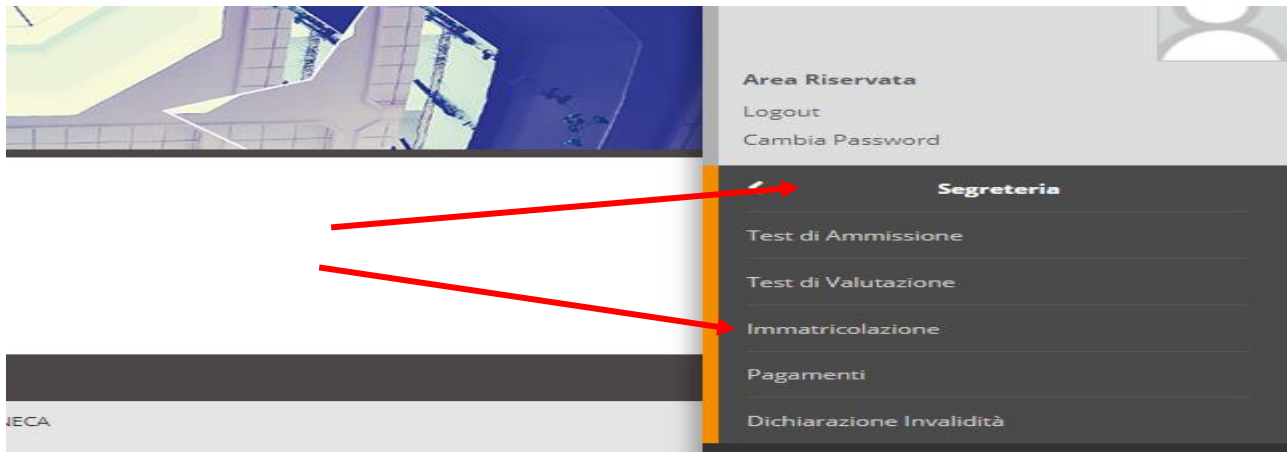 Area Riservata
Logout
Cambia Password
Segreteria
Test di Ammissione
Test di Valutazione
Immatricolazione
Pagamenti
Dichiarazione Invalidità
NECA